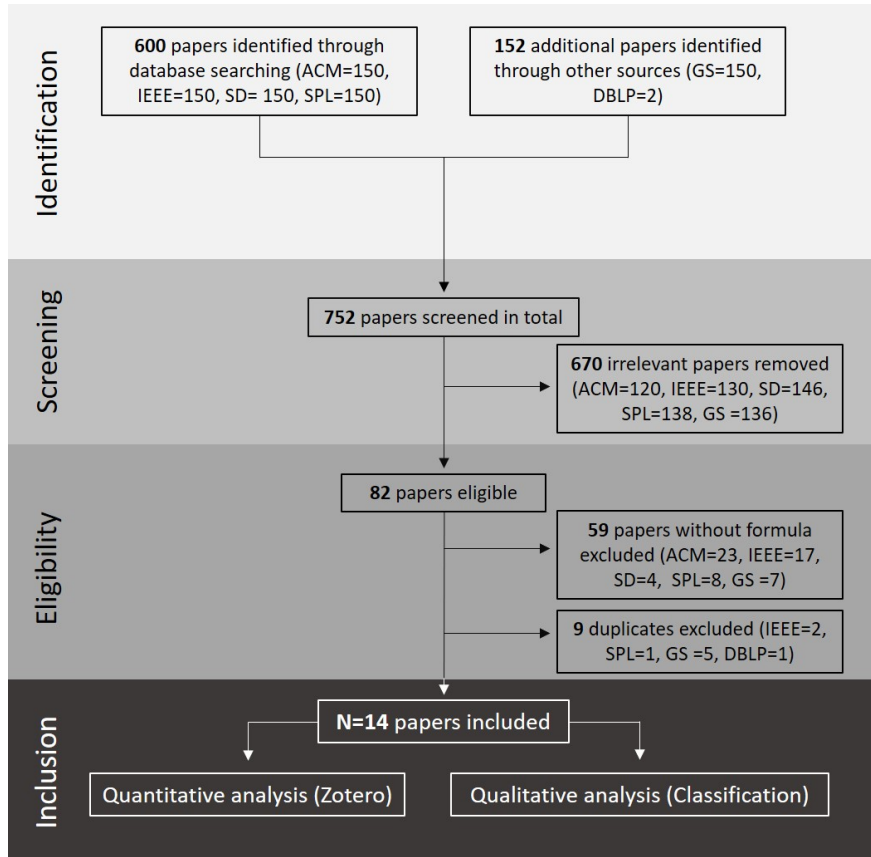 Identification
600 papers identified through
database searching (ACM=150,
IEEE=150, SD= 150, SPL=150)
152 additional papers identified
through other sources (GS=150,
DBLP=2)
Screening
752 papers screened in total
670 irrelevant papers removed
(ACM=120, IEEE=130, SD=146,
SPL=138, GS =136)
Eligibility
82 papers eligible
59 papers without formula
excluded (ACM=23, IEEE=17,
SD=4, SPL=8, GS =7)
9 duplicates excluded (IEEE=2,
SPL=1, GS =5, DBLP=1)
Inclusion
N=14 papers included
Quantitative analysis (Zotero)
Qualitative analysis (Classification)